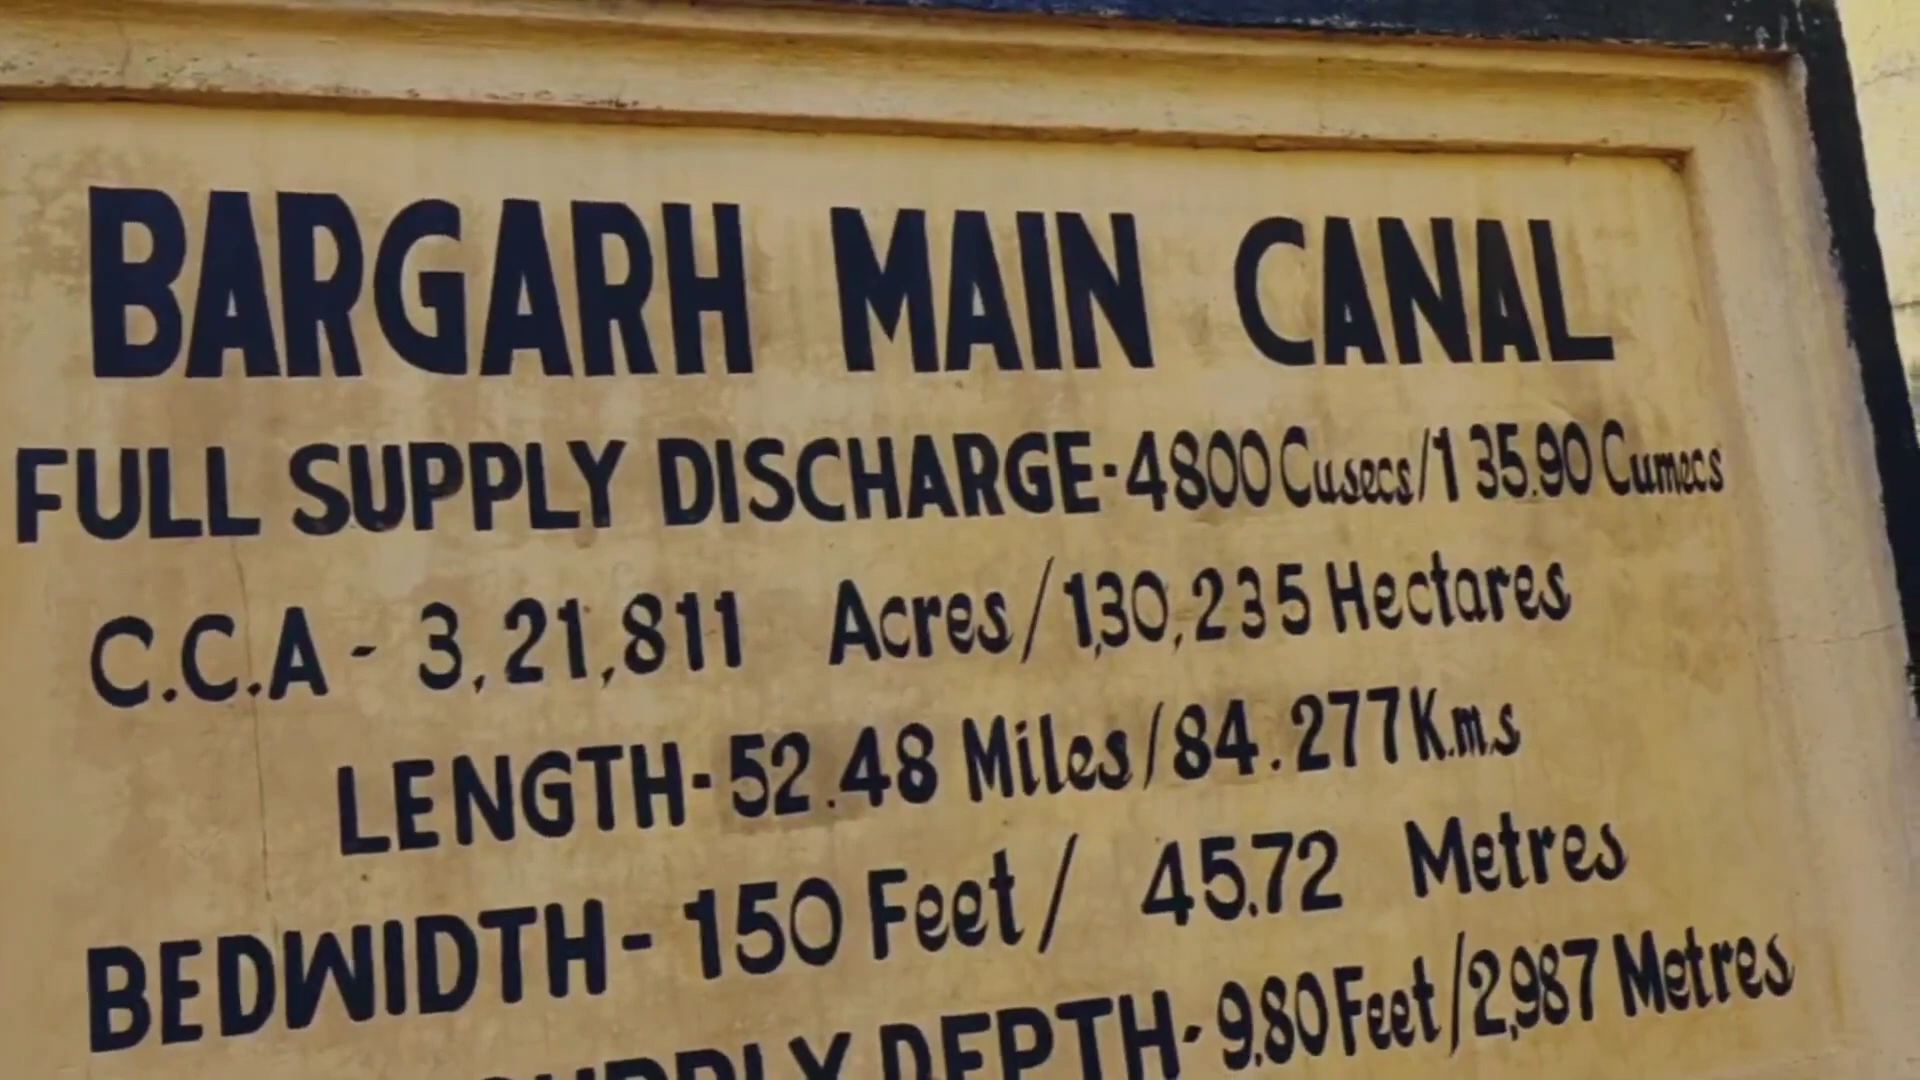 BARGARH MAIN CANAL
FULL SUPPLY DISCHARGE-4800 Cusecs/135.90 Cumecs
C.C.A - 3,21,811 Acres/1,30,235 Hectares
LENGTH-52.48 Miles/84.277 K.m.s
BEDWIDTH-150 Feet/ 45.72 Metres
SUPPLY DEPTH-9.80 Feet/2.987 Metres